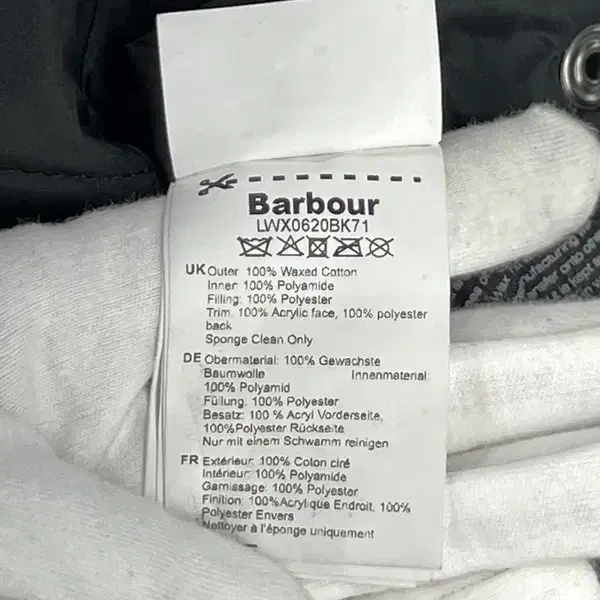 Barbour
LWX0620BK71
UK Outer 100% Waxed Cotton
Inner: 100% Polyamide
Filling: 100% Polyester
Trim. 100% Acrylic face, 100% polyester
back
Sponge Clean Only
DE Obermaterial: 100% Gewachste
Baumwolle Innenmaterial:
100% Polyamid
Füllung: 100% Polyester
Besatz: 100 % Acryl Vorderseite,
100%Polyester Rückseite
Nur mit einem Schwamm reinigen
FR Extérieur: 100% Coton ciré
Intérieur: 100% Polyamide
Garnissage: 100% Polyester
Finition: 100%Acrylique Endroit, 100%
Polyester Envers
Nettoyer à l'éponge uniquement